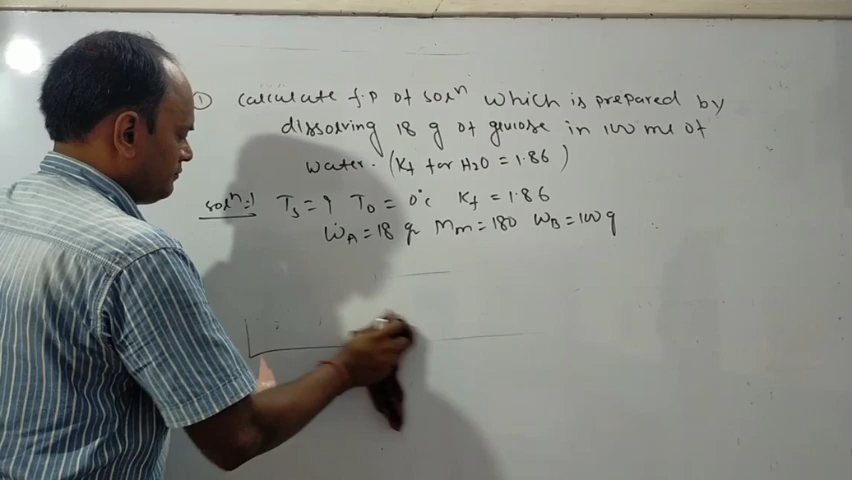 ① Calculate f.p of solⁿ which is prepared by
dissolving 18 g of glucose in 100 ml of
water. (Kf for H2O = 1.86)
solⁿ:) Ts = ? To = 0°c Kf = 1.86
WA = 18 g Mm = 180 WB = 100 g